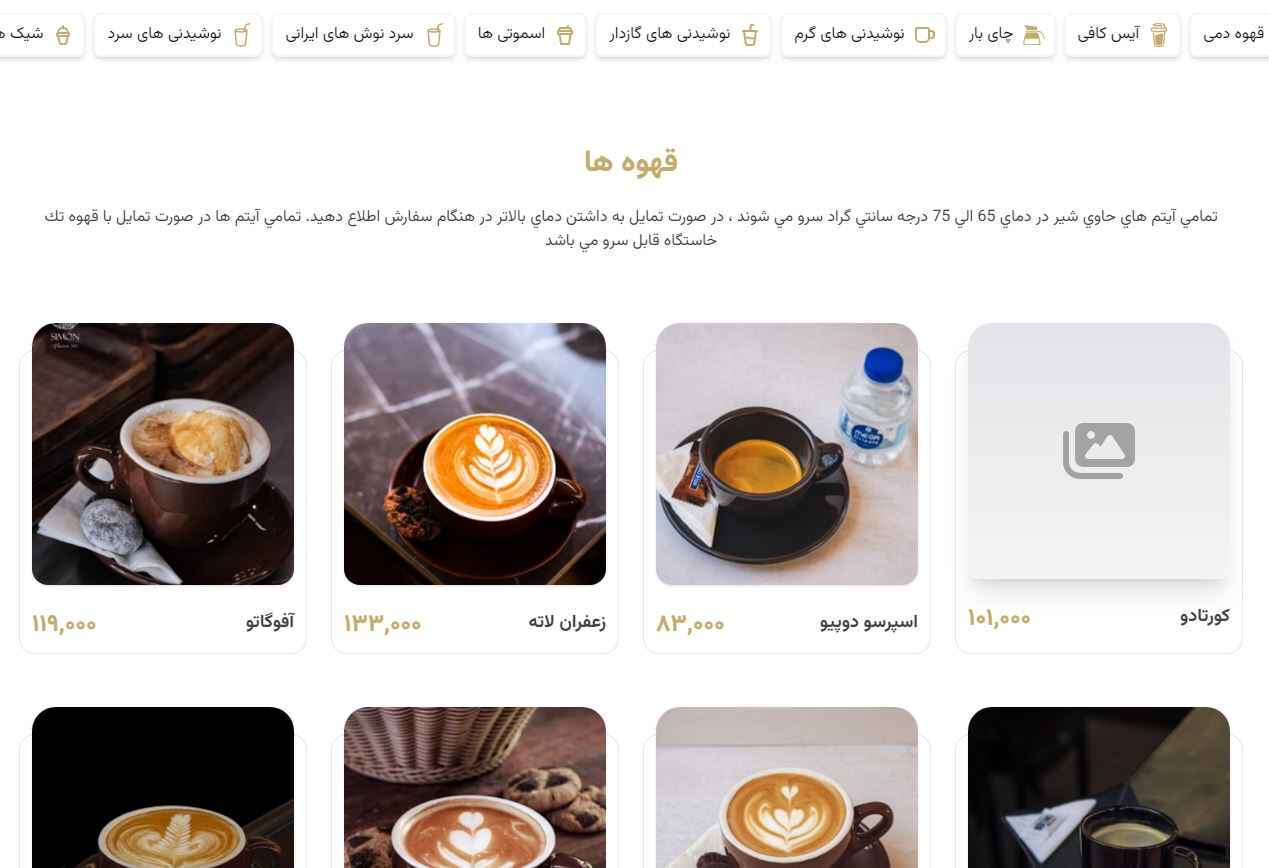 قهوه دمی
آیس کافی
چای بار
نوشیدنی های گرم
نوشیدنی های گازدار
اسموتی ها
سرد نوش های ایرانی
نوشیدنی های سرد
شیک
قهوه ها
تمامي آيتم هاي حاوي شير در دماي 65 الي 75 درجه سانتي گراد سرو مي شوند ، در صورت تمايل به داشتن دماي بالاتر در هنگام سفارش اطلاع دهيد. تمامي آيتم ها در صورت تمايل با قهوه تك
خاستگاه قابل سرو مي باشد
SIMON
کورتادو
۱۰۱,۰۰۰
اسپرسو دوپیو
۸۳,۰۰۰
زعفران لاته
۱۳۳,۰۰۰
آفوگاتو
۱۱۹,۰۰۰